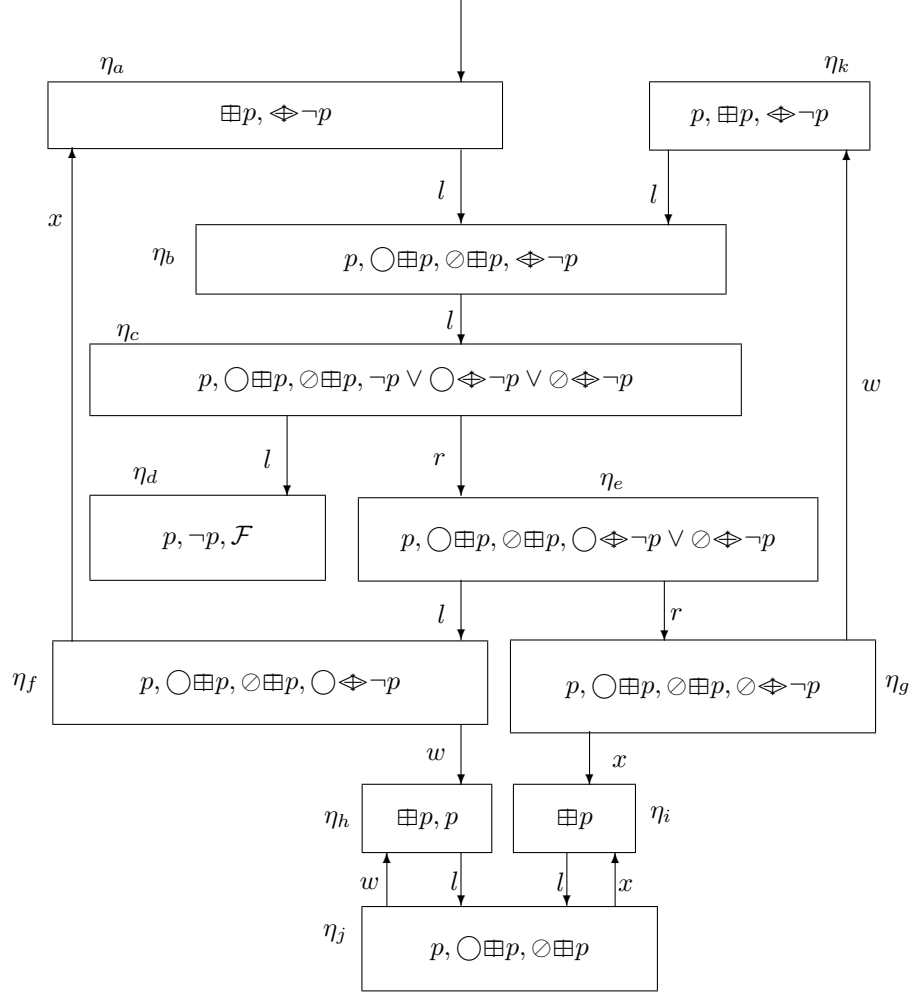 η_a
η_k
⊞p, ⟴¬p
p, ⊞p, ⟴¬p
l
l
x
η_b
p, ◯⊞p, ⊘⊞p, ⟴¬p
l
η_c
p, ◯⊞p, ⊘⊞p, ¬p ∨ ◯⟴¬p ∨ ⊘⟴¬p
w
l
r
η_d
η_e
p, ¬p, ℱ
p, ◯⊞p, ⊘⊞p, ◯⟴¬p ∨ ⊘⟴¬p
l
r
η_f
p, ◯⊞p, ⊘⊞p, ◯⟴¬p
p, ◯⊞p, ⊘⊞p, ⊘⟴¬p
η_g
w
x
η_h
⊞p, p
⊞p
η_i
w
l
l
x
η_j
p, ◯⊞p, ⊘⊞p